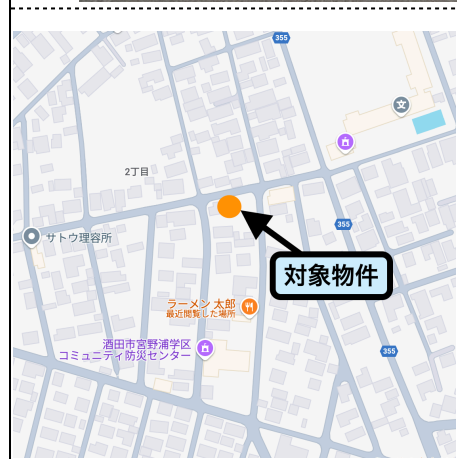 355
文
2丁目
355
サトウ理容所
対象物件
ラーメン 太郎
最近閲覧した場所
酒田市宮野浦学区
コミュニティ防災センター
355